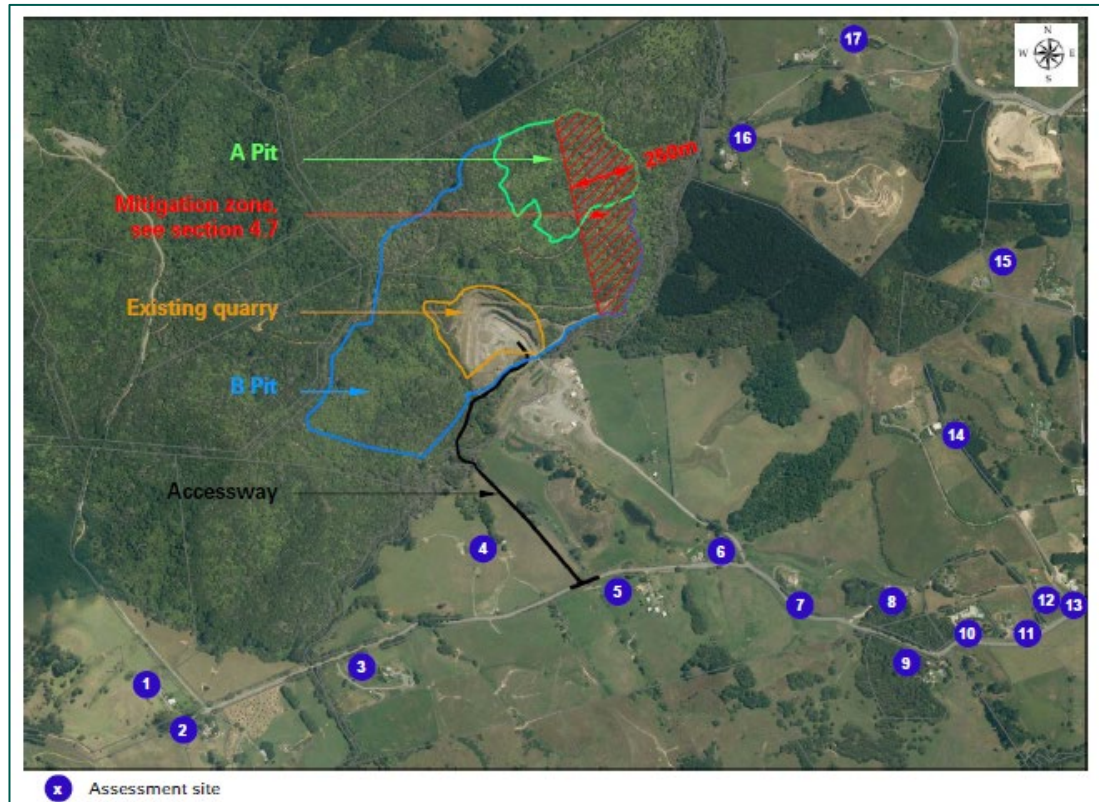 N
W E
S
17
16
A Pit
250m
Mitigation zone,
see section 4.7
15
Existing quarry
B Pit
14
Accessway
4
6
5
7
8
12
13
10
11
3
9
1
2
x Assessment site